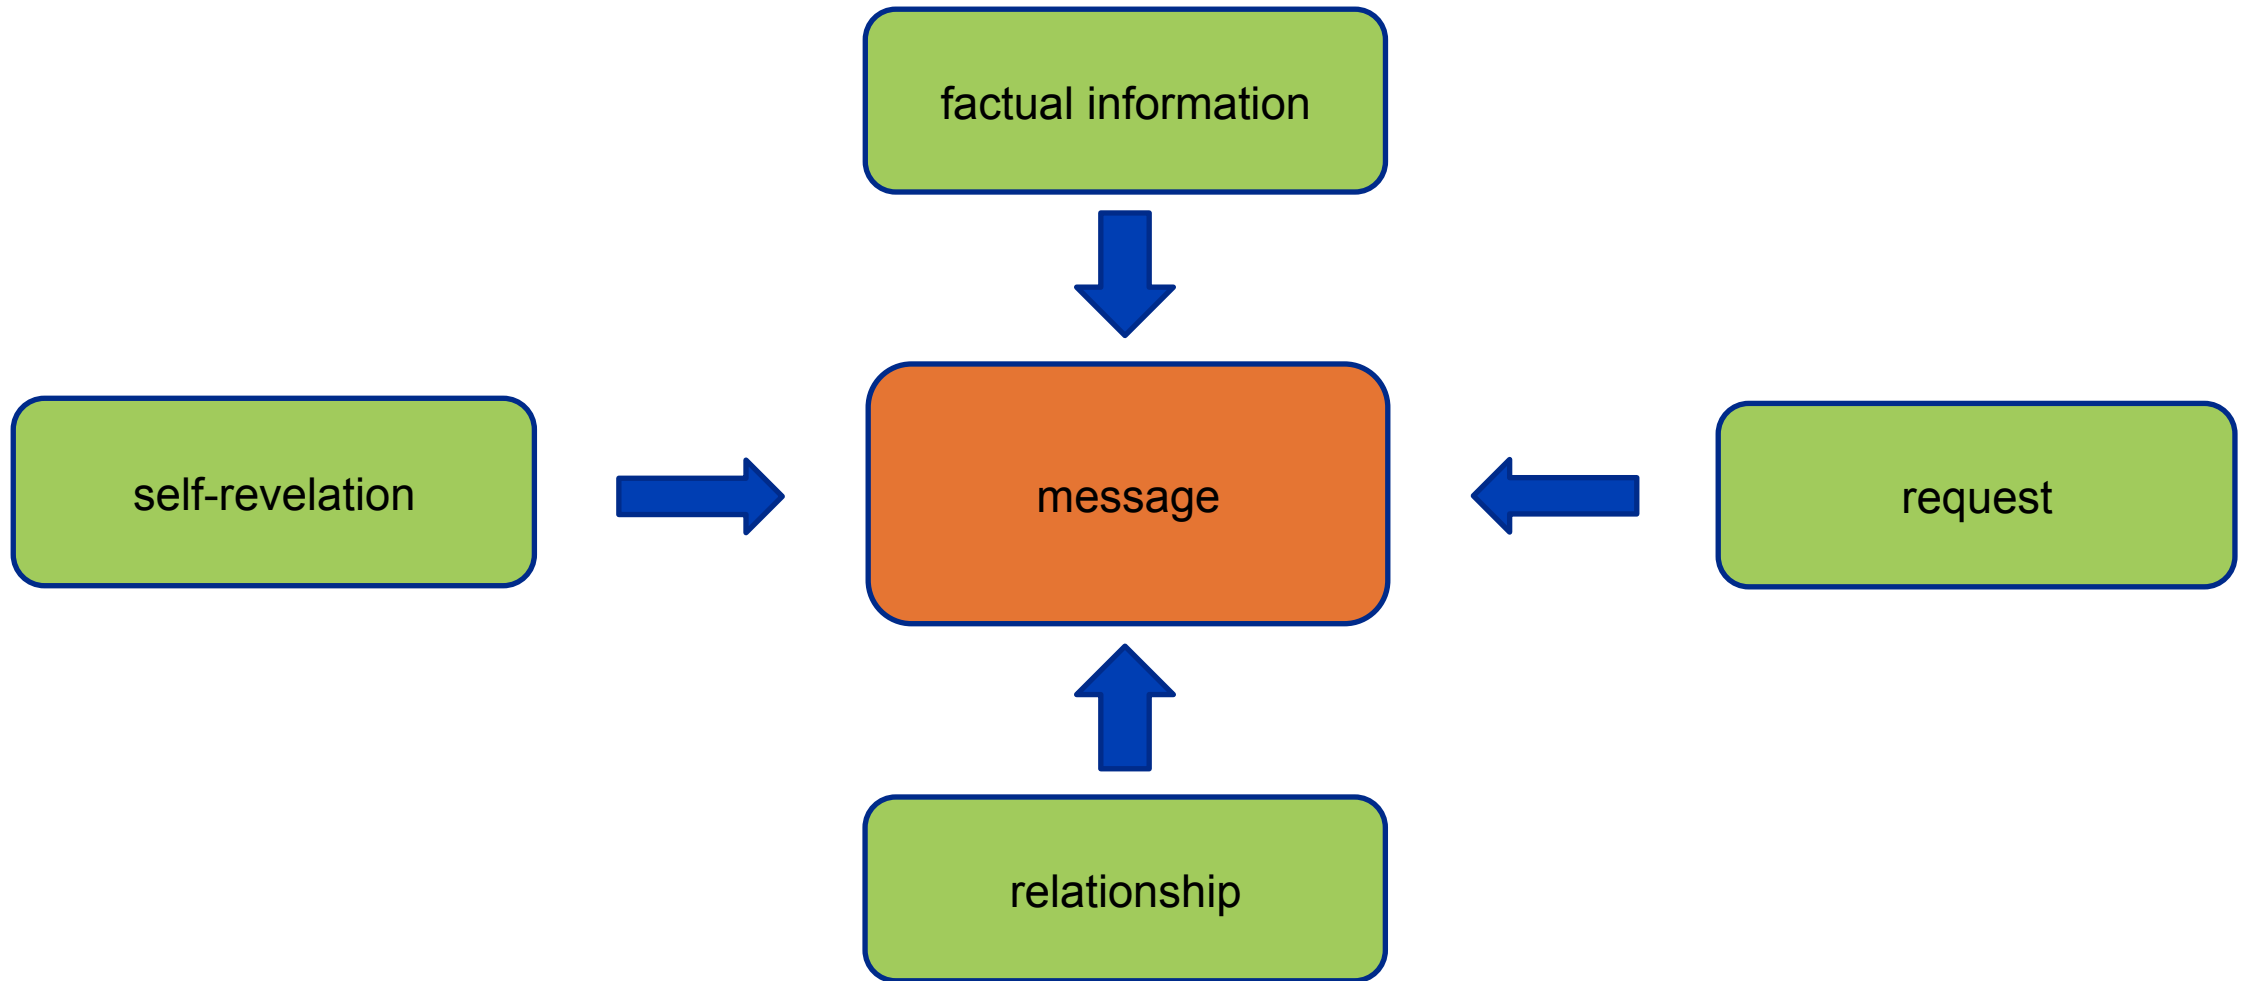 factual information
self-revelation
message
request
relationship